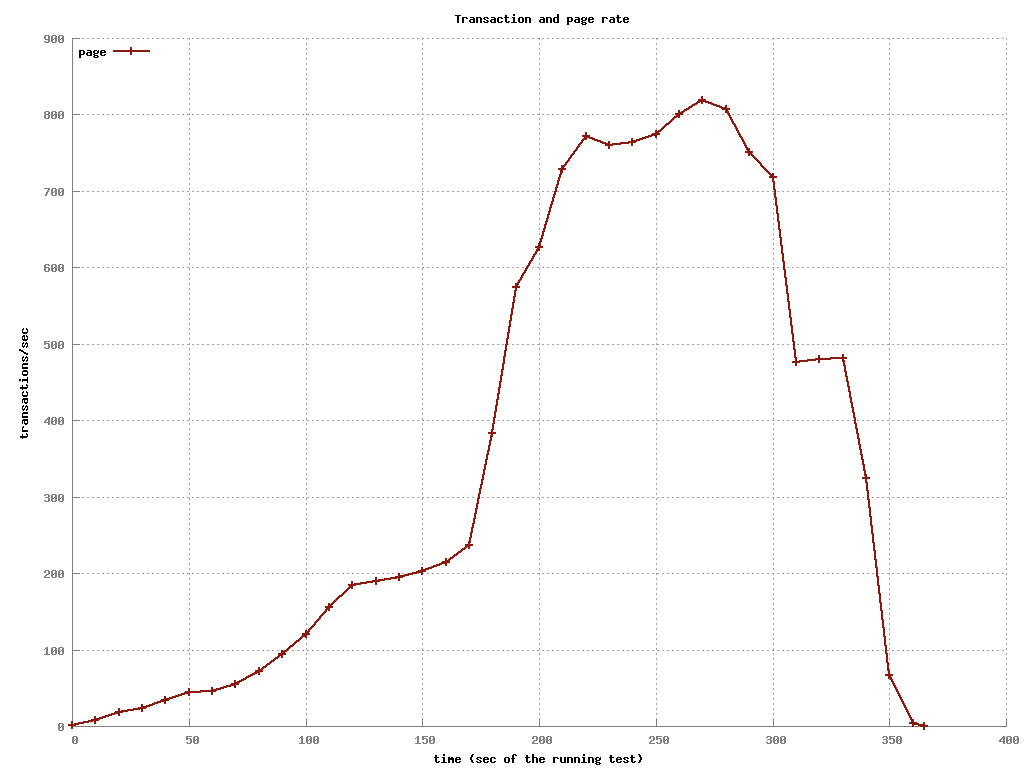 Transaction and page rate
900
page
800
700
600
500
transactions/sec
400
300
200
100
0
0 50 100 150 200 250 300 350 400
time (sec of the running test)